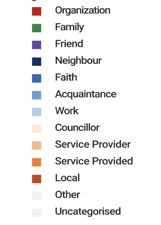 Organization
Family
Friend
Neighbour
Faith
Acquaintance
Work
Councillor
Service Provider
Service Provided
Local
Other
Uncategorised